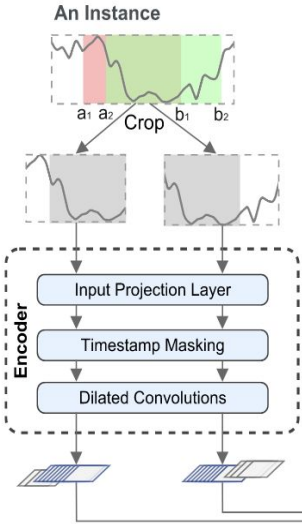 An Instance
a₁ a₂ b₁ b₂
Crop
Encoder
Input Projection Layer
Timestamp Masking
Dilated Convolutions